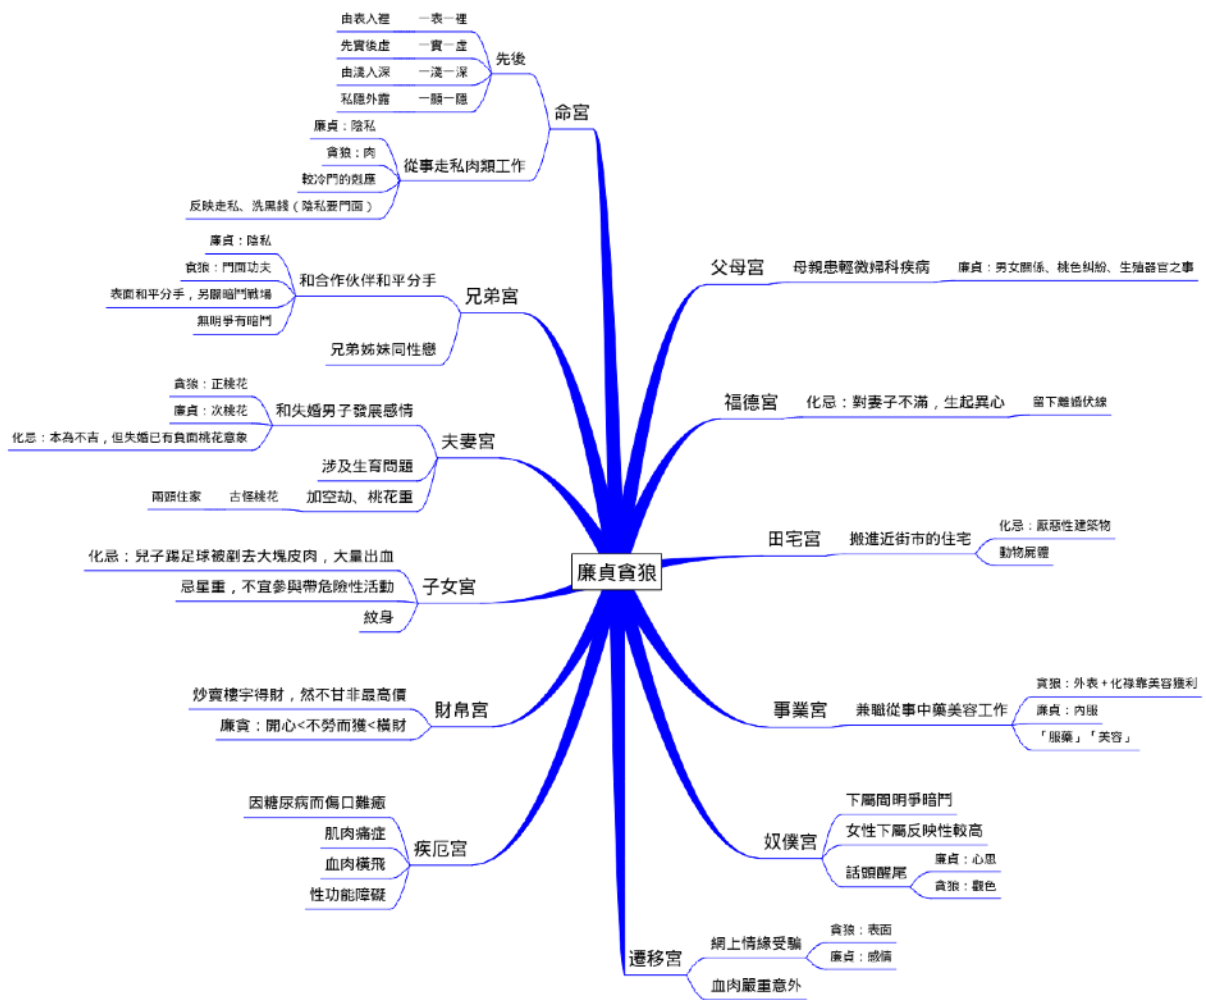 廉貞貪狼
命宮
先後
由表入裡 一表一裡
先實後虛 一實一虛
由淺入深 一淺一深
私隱外露 一顯一隱
從事走私肉類工作
廉貞：陰私
貪狼：肉
較冷門的剋應
反映走私、洗黑錢（陰私要門面）
兄弟宮
和合作伙伴和平分手
廉貞：陰私
貪狼：門面功夫
表面和平分手，另闢暗鬥戰場
無明爭有暗鬥
兄弟姊妹同性戀
夫妻宮
和失婚男子發展感情
貪狼：正桃花
廉貞：次桃花
化忌：本為不吉，但失婚已有負面桃花意象
涉及生育問題
加空劫、桃花重
古怪桃花
兩頭住家
子女宮
化忌：兒子踢足球被剷去大塊皮肉，大量出血
忌星重，不宜參與帶危險性活動
紋身
財帛宮
炒賣樓宇得財，然不甘非最高價
廉貪：開心<不勞而獲<橫財
疾厄宮
因糖尿病而傷口難癒
肌肉痛症
血肉橫飛
性功能障礙
父母宮
母親患輕微婦科疾病
廉貞：男女關係、桃色糾紛、生殖器官之事
福德宮
化忌：對妻子不滿，生起異心
留下離婚伏線
田宅宮
搬進近街市的住宅
化忌：厭惡性建築物
動物屍體
事業宮
兼職從事中藥美容工作
貪狼：外表＋化祿靠美容獲利
廉貞：內服
「服藥」「美容」
奴僕宮
下屬間明爭暗鬥
女性下屬反映性較高
話頭醒尾
廉貞：心思
貪狼：觀色
遷移宮
網上情緣受騙
貪狼：表面
廉貞：感情
血肉嚴重意外